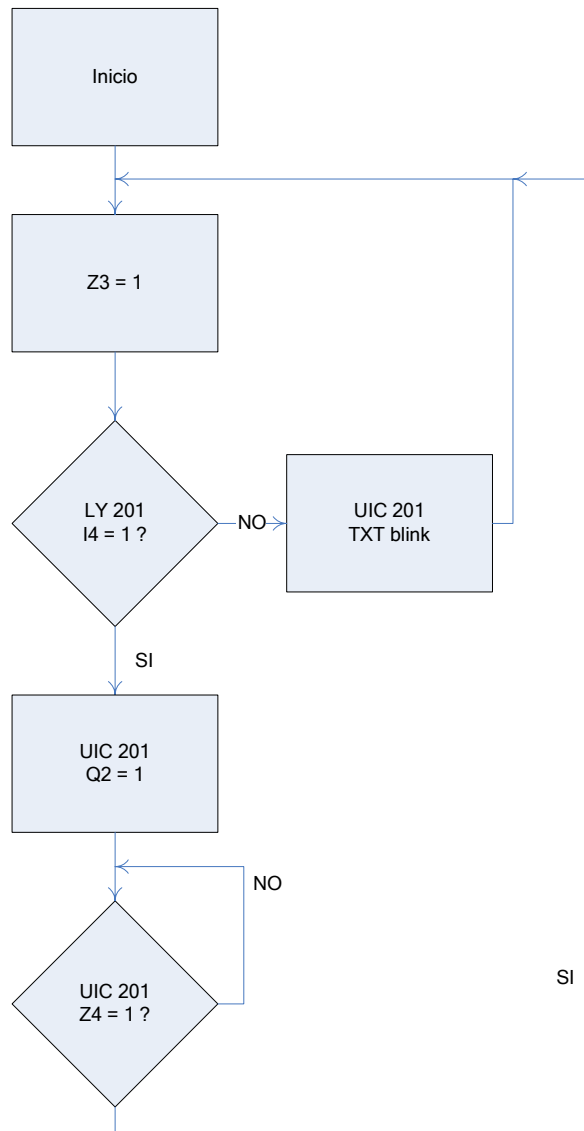 Inicio
Z3 = 1
LY 201
I4 = 1 ?
NO
UIC 201
TXT blink
SI
UIC 201
Q2 = 1
NO
UIC 201
Z4 = 1 ?
SI